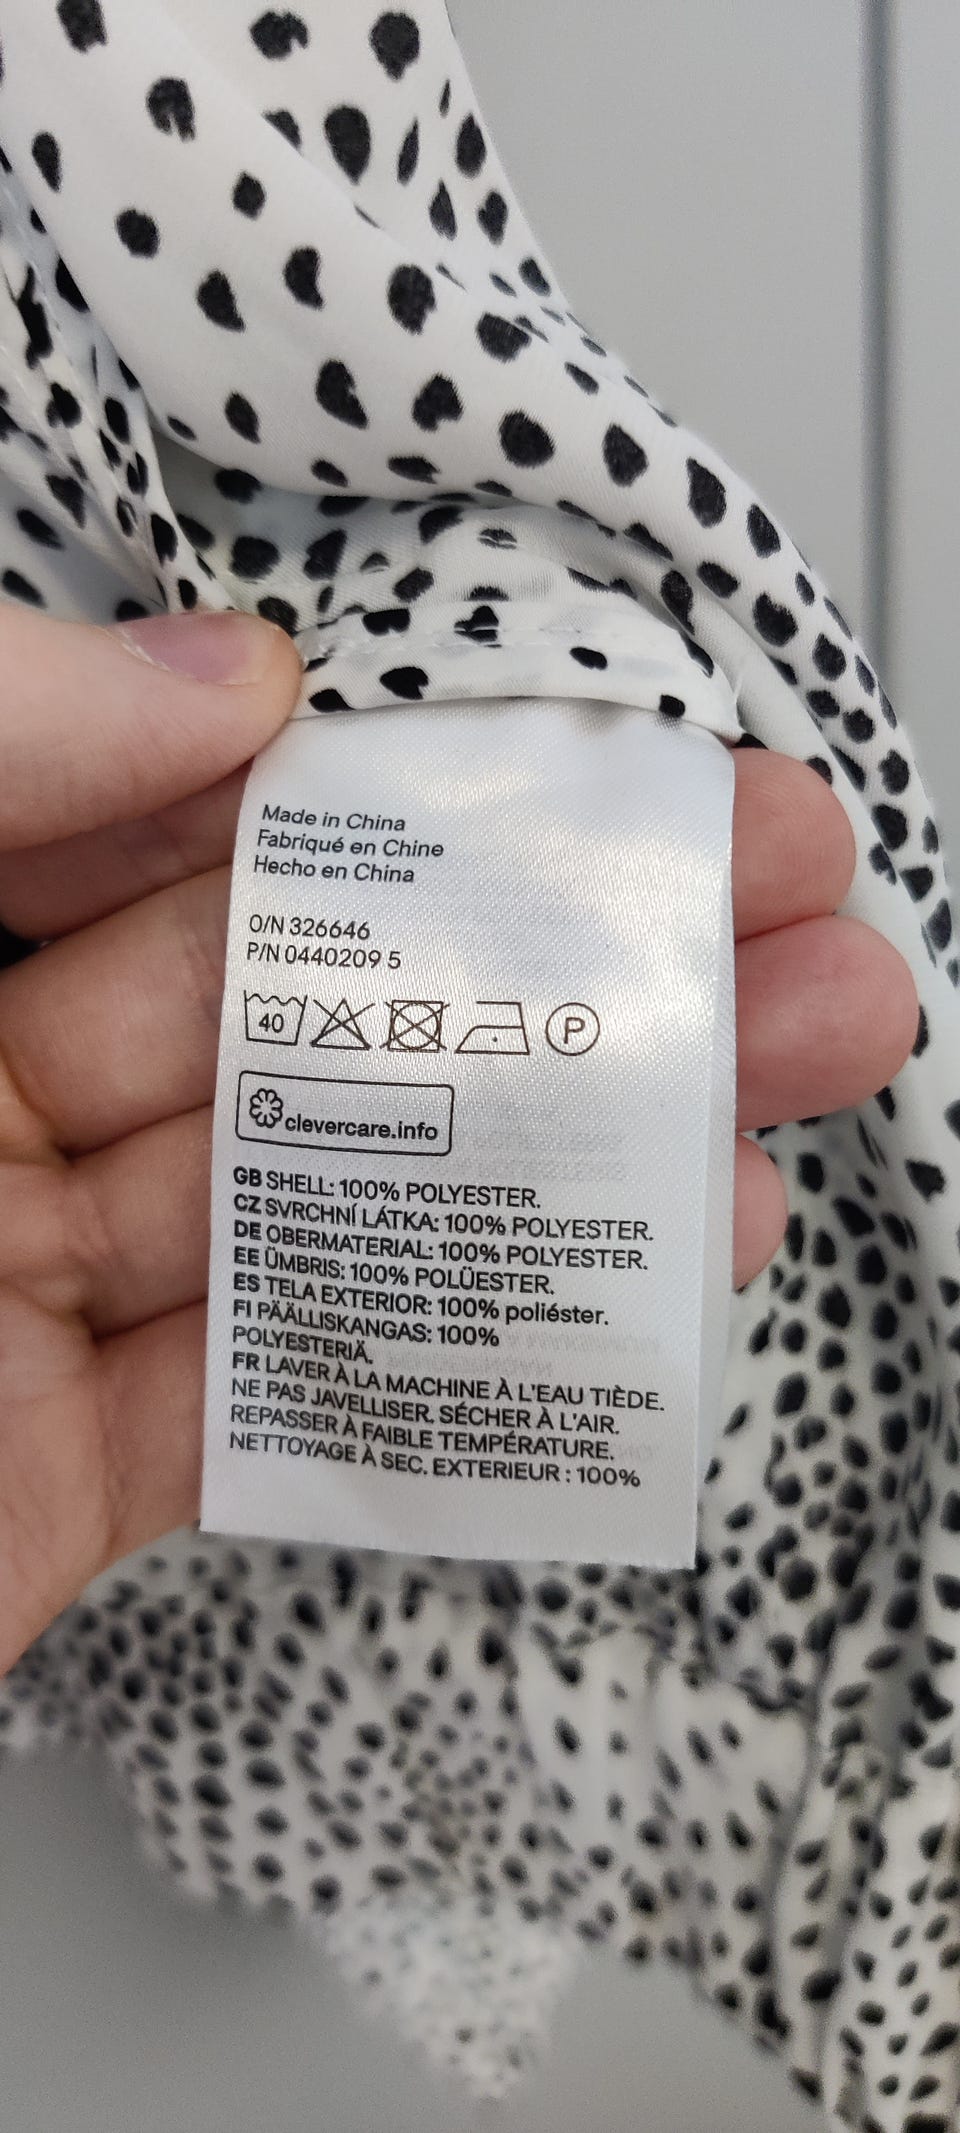 Made in China
Fabriqué en Chine
Hecho en China
O/N 326646
P/N 0440209 5
40 P
clevercare.info
GB SHELL: 100% POLYESTER.
CZ SVRCHNÍ LÁTKA: 100% POLYESTER.
DE OBERMATERIAL: 100% POLYESTER.
EE ÜMBRIS: 100% POLÜESTER.
ES TELA EXTERIOR: 100% poliéster.
FI PÄÄLLISKANGAS: 100%
POLYESTERIÄ.
FR LAVER À LA MACHINE À L'EAU TIÈDE.
NE PAS JAVELLISER. SÉCHER À L'AIR.
REPASSER À FAIBLE TEMPÉRATURE.
NETTOYAGE À SEC. EXTERIEUR : 100%